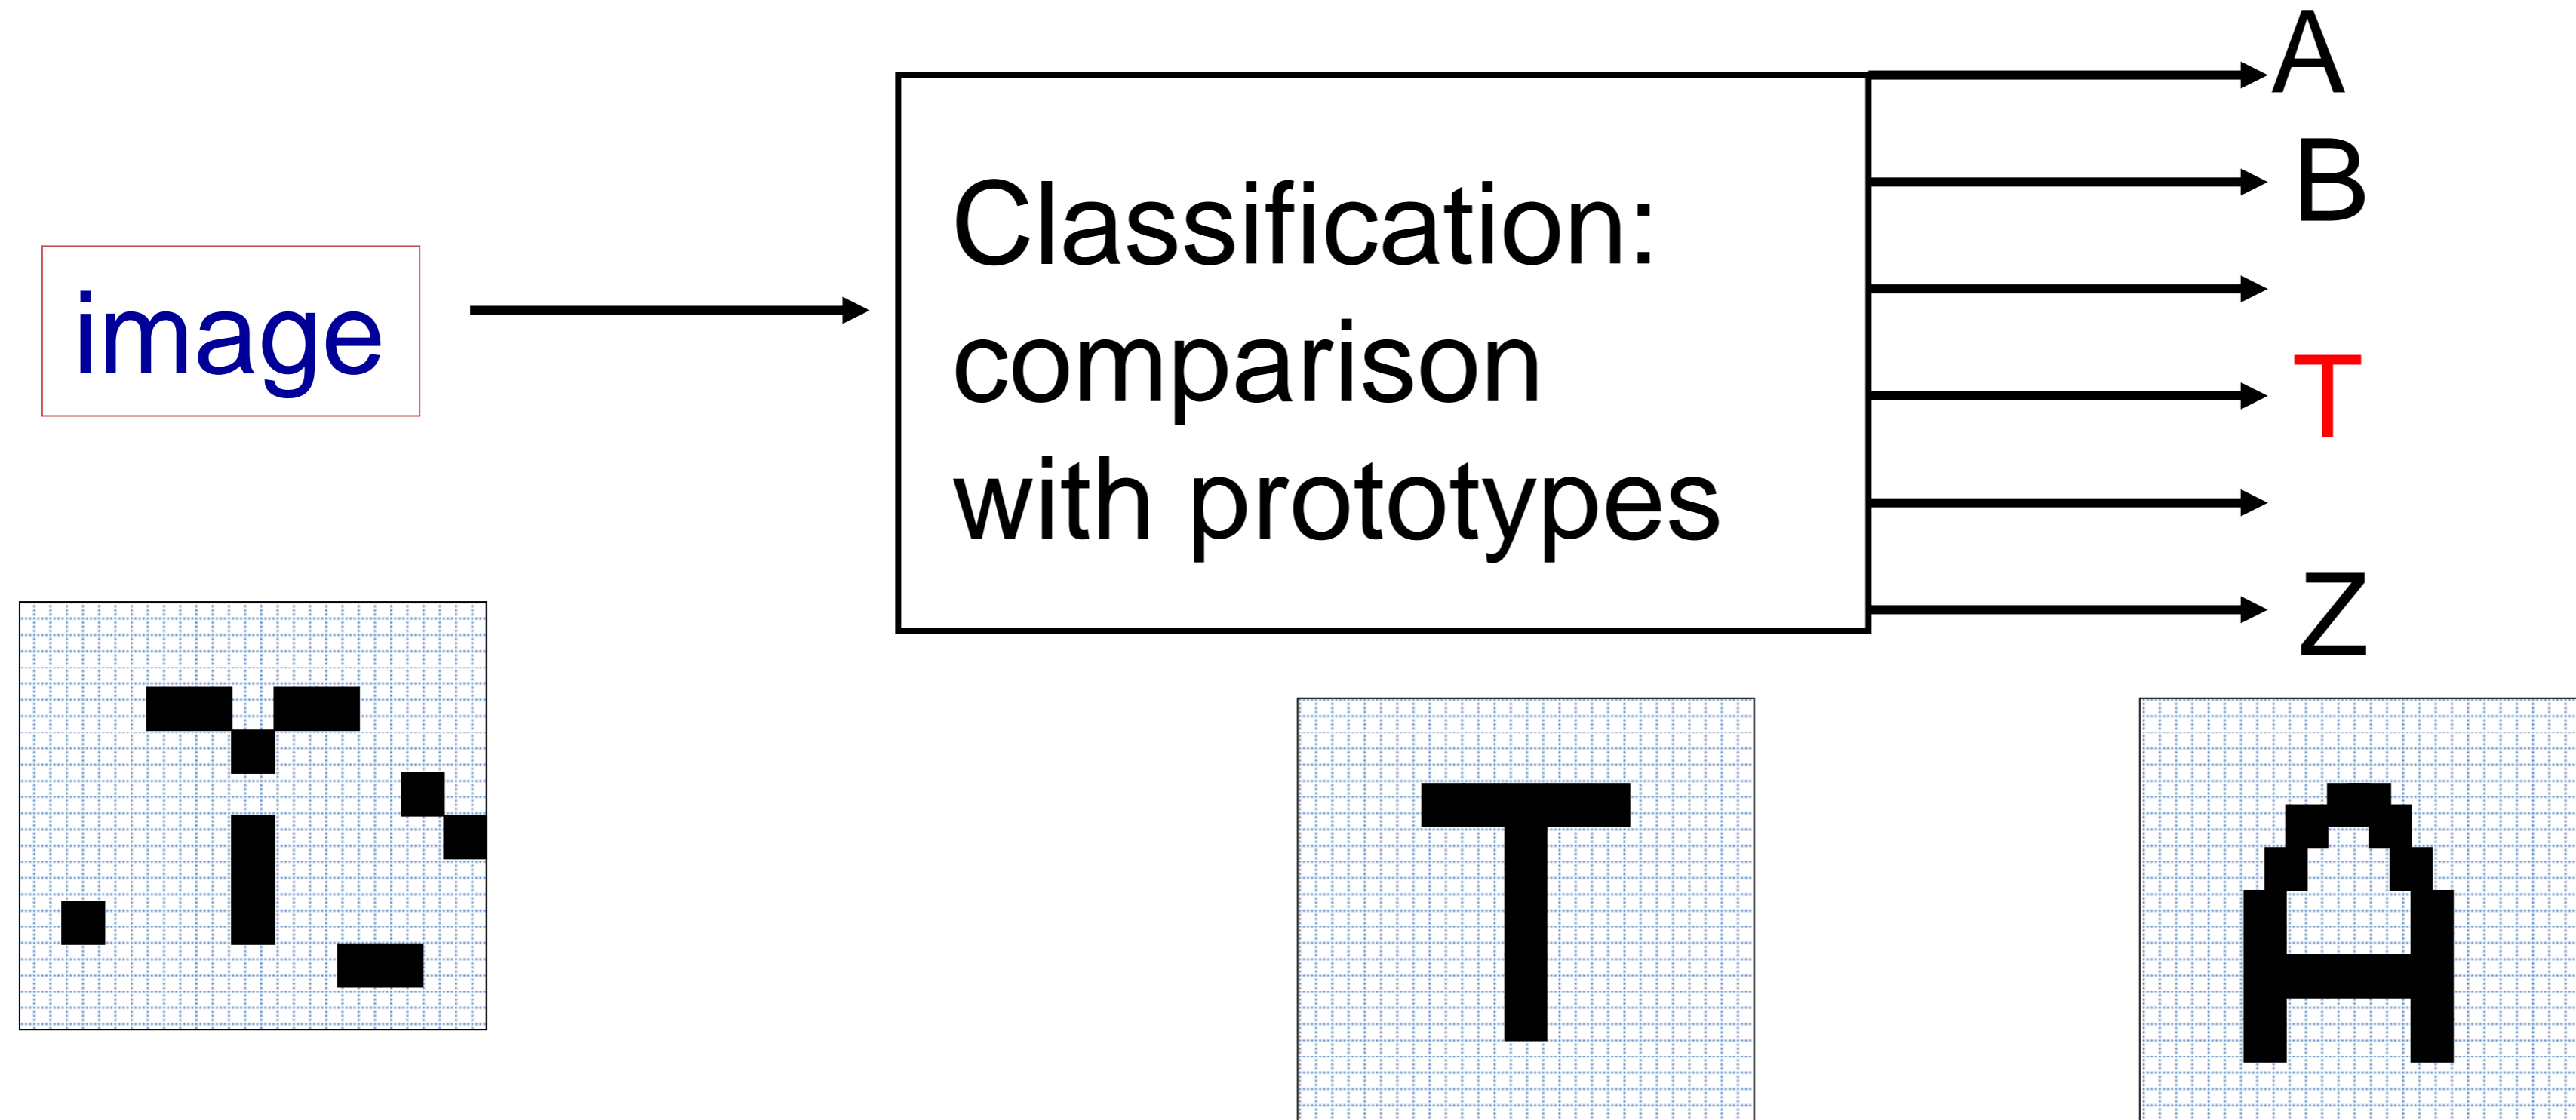 image
Classification:
comparison
with prototypes
A
B
T
Z
T
T
A